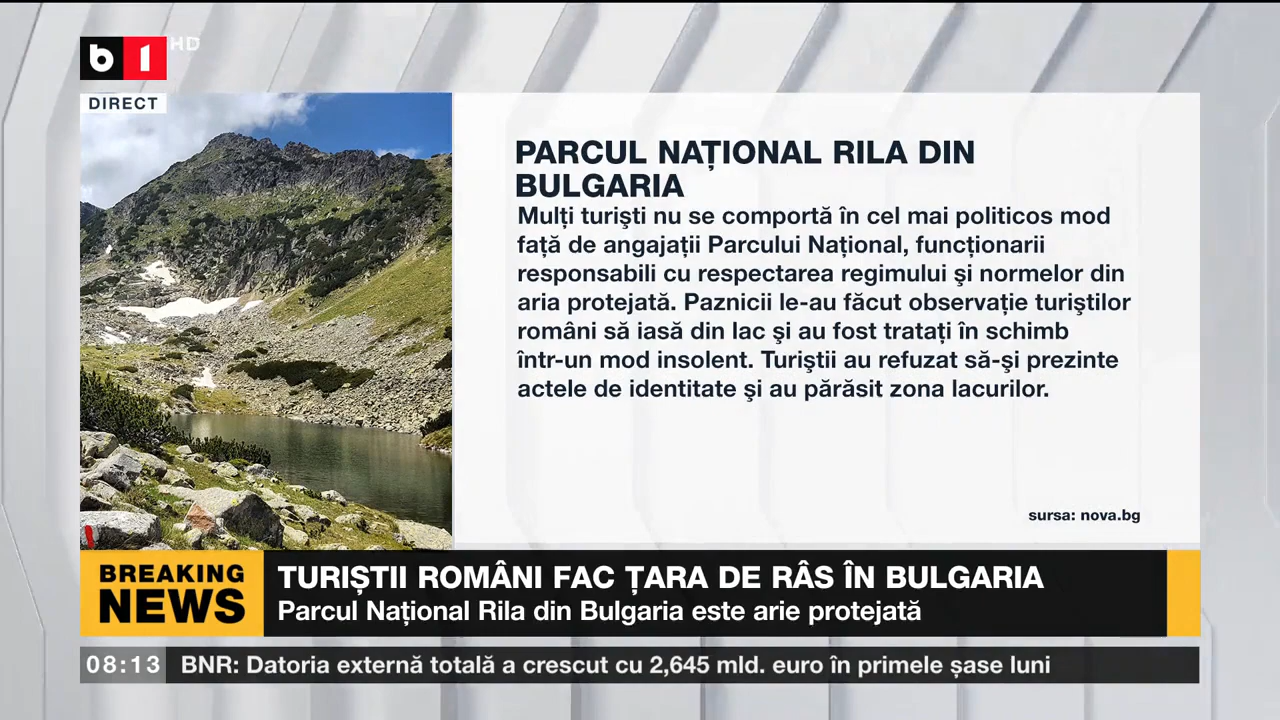 b1 HD
DIRECT
PARCUL NAȚIONAL RILA DIN
BULGARIA
Mulți turişti nu se comportă în cel mai politicos mod
față de angajații Parcului Național, funcționarii
responsabili cu respectarea regimului şi normelor din
aria protejată. Paznicii le-au făcut observație turiştilor
români să iasă din lac şi au fost tratați în schimb
într-un mod insolent. Turiştii au refuzat să-şi prezinte
actele de identitate şi au părăsit zona lacurilor.
sursa: nova.bg
BREAKING
NEWS
TURIȘTII ROMÂNI FAC ȚARA DE RÂS ÎN BULGARIA
Parcul Național Rila din Bulgaria este arie protejată
08:13 BNR: Datoria externă totală a crescut cu 2,645 mld. euro în primele șase luni